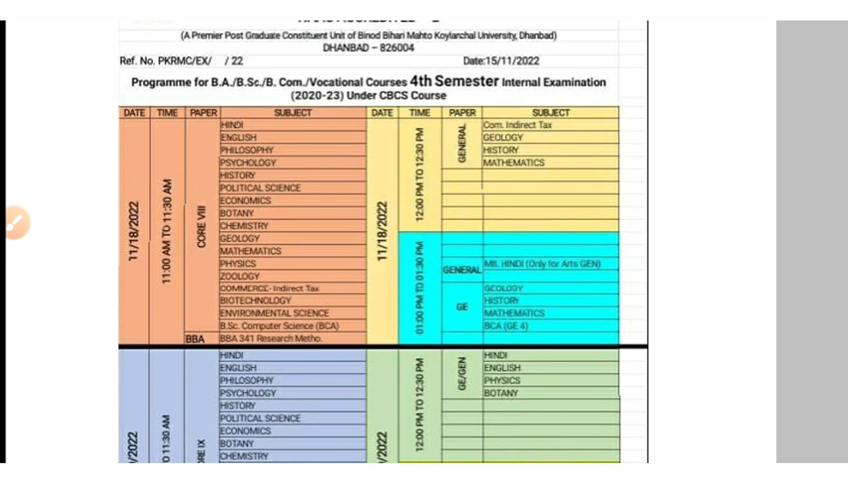 (A Premier Post Graduate Constituent Unit of Binod Bihari Mahto Koylanchal University, Dhanbad)
DHANBAD – 826004
Ref. No. PKRMC/EX/ / 22 Date:15/11/2022
Programme for B.A./B.Sc./B. Com./Vocational Courses 4th Semester Internal Examination
(2020-23) Under CBCS Course
DATE TIME PAPER SUBJECT DATE TIME PAPER SUBJECT
11/18/2022
11:00 AM TO 11:30 AM
CORE VIII
HINDI
ENGLISH
PHILOSOPHY
PSYCHOLOGY
HISTORY
POLITICAL SCIENCE
ECONOMICS
BOTANY
CHEMISTRY
GEOLOGY
MATHEMATICS
PHYSICS
ZOOLOGY
COMMERCE- Indirect Tax
BIOTECHNOLOGY
ENVIRONMENTAL SCIENCE
B.Sc. Computer Science (BCA)
BBA BBA 341 Research Metho.
11/18/2022
12:00 PM TO 12:30 PM
GENERAL
Com. Indirect Tax
GEOLOGY
HISTORY
MATHEMATICS
01:00 PM TO 01:30 PM
GENERAL MIL HINDI (Only for Arts GEN)
GE
GEOLOGY
HISTORY
MATHEMATICS
BCA (GE 4)
/2022
O 11:30 AM
RE IX
HINDI
ENGLISH
PHILOSOPHY
PSYCHOLOGY
HISTORY
POLITICAL SCIENCE
ECONOMICS
BOTANY
CHEMISTRY
/2022
12:00 PM TO 12:30 PM
GE/GEN
HINDI
ENGLISH
PHYSICS
BOTANY